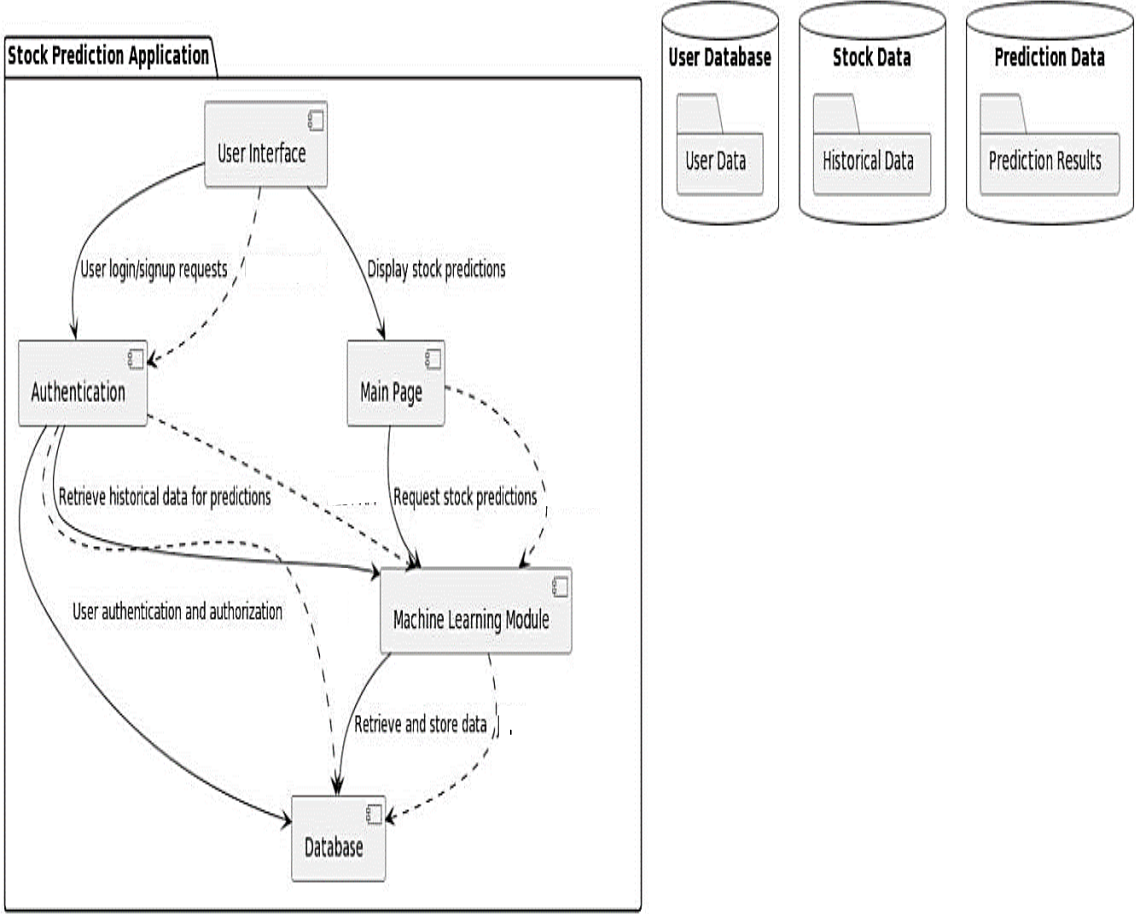 Stock Prediction Application
User Interface
User login/signup requests
Display stock predictions
Authentication
Main Page
Retrieve historical data for predictions
Request stock predictions
User authentication and authorization
Machine Learning Module
Retrieve and store data
Database
User Database
User Data
Stock Data
Historical Data
Prediction Data
Prediction Results